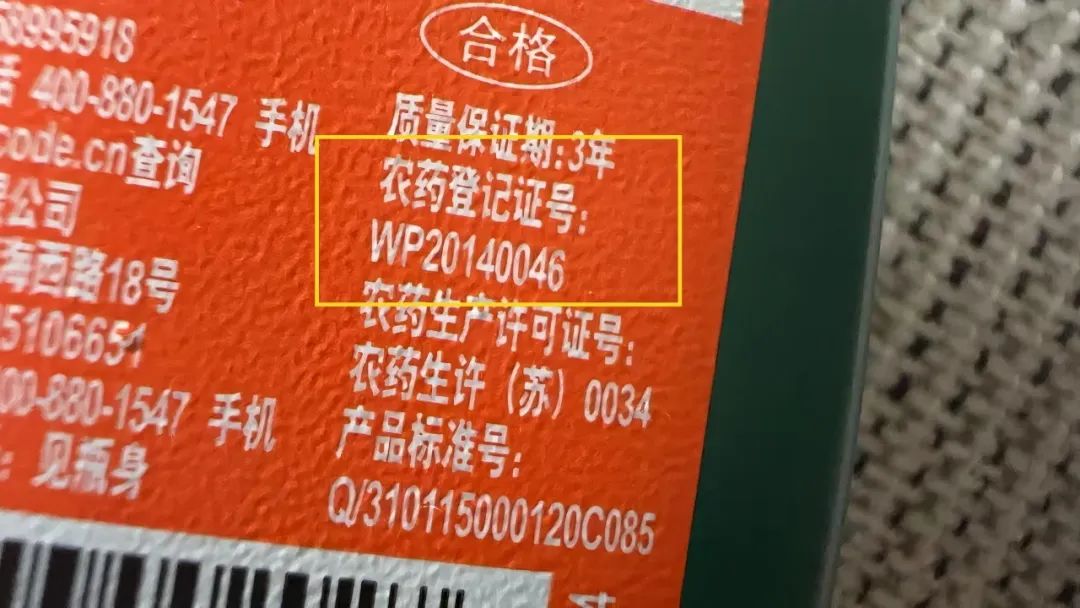 68995918
话 400-880-1547 手机
code.cn查询
限公司
海西路18号
5106651
400-880-1547 手机
：见瓶身
合格
质量保证期:3年
农药登记证号:
WP20140046
农药生产许可证号:
农药生许（苏）0034
产品标准号:
Q/310115000120C085